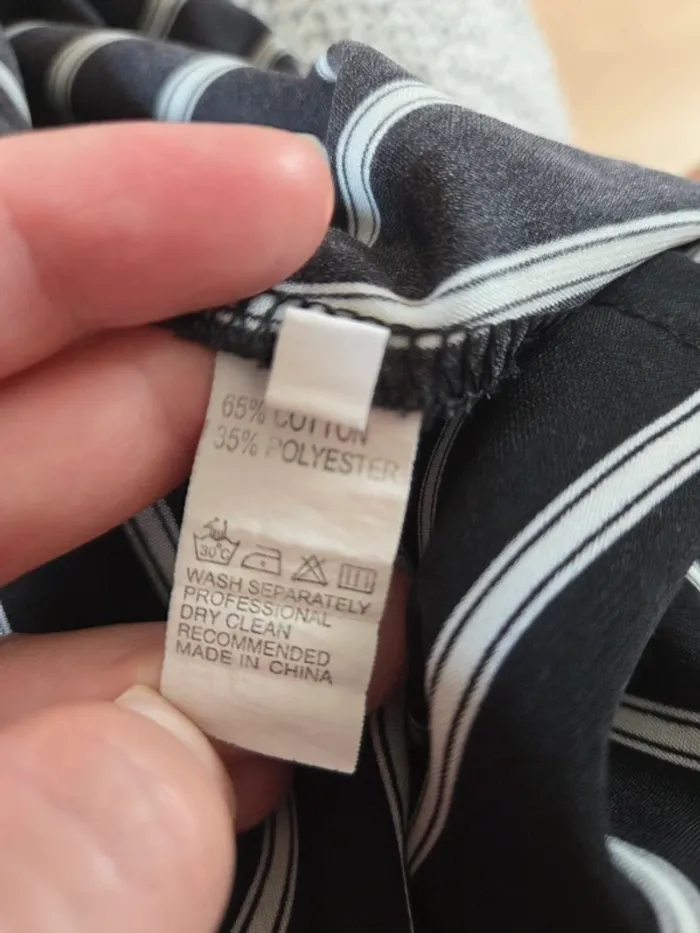 65% COTTON
35% POLYESTER
30°C
WASH SEPARATELY
PROFESSIONAL
DRY CLEAN
RECOMMENDED
MADE IN CHINA